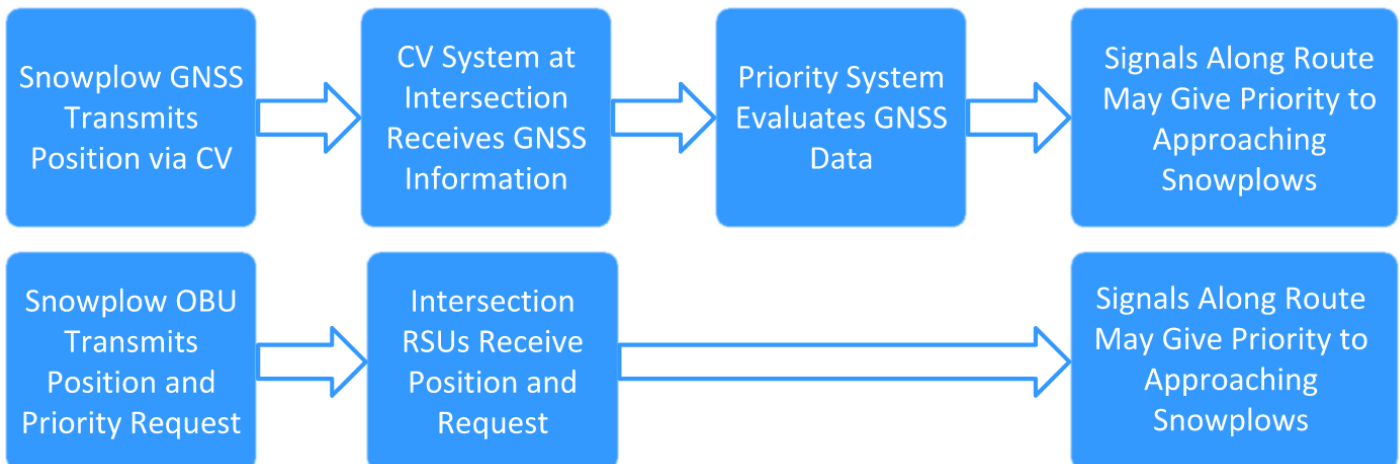 Snowplow GNSS
Transmits
Position via CV
CV System at
Intersection
Receives GNSS
Information
Priority System
Evaluates GNSS
Data
Signals Along Route
May Give Priority to
Approaching
Snowplows
Snowplow OBU
Transmits
Position and
Priority Request
Intersection
RSUs Receive
Position and
Request
Signals Along Route
May Give Priority to
Approaching
Snowplows